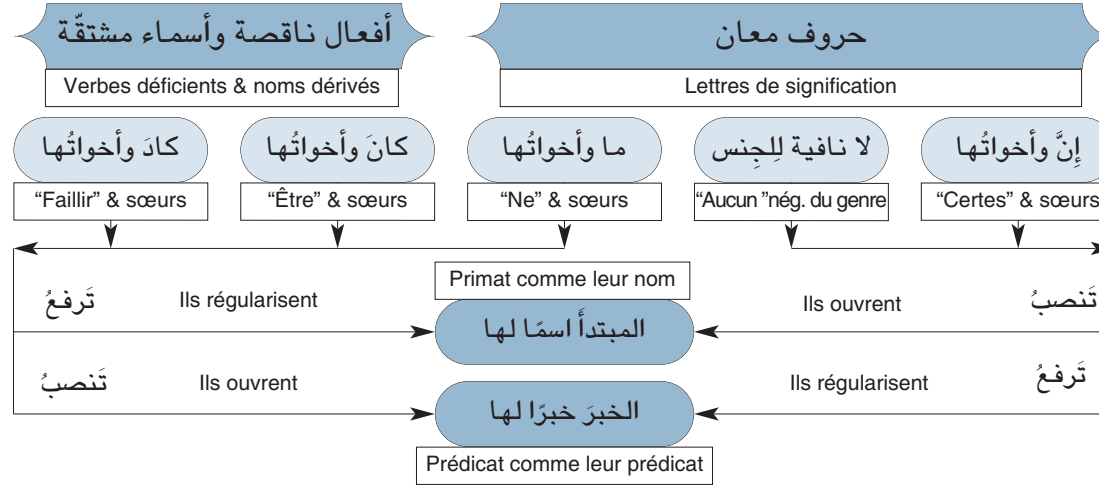 أفعال ناقصة وأسماء مشتقّة
حروف معان
Verbes déficients & noms dérivés
Lettres de signification
كادَ وأخواتُها
كانَ وأخواتُها
ما وأخواتُها
لا نافية لِلجِنس
إِنَّ وأخواتُها
“Faillir” & sœurs
“Être” & sœurs
“Ne” & sœurs
“Aucun ”nég. du genre
“Certes” & sœurs
Primat comme leur nom
تَرفعُ
Ils régularisent
المبتدأَ اسمًا لها
Ils ouvrent
تَنصبُ
تَنصبُ
Ils ouvrent
الخبرَ خبرًا لها
Ils régularisent
تَرفعُ
Prédicat comme leur prédicat